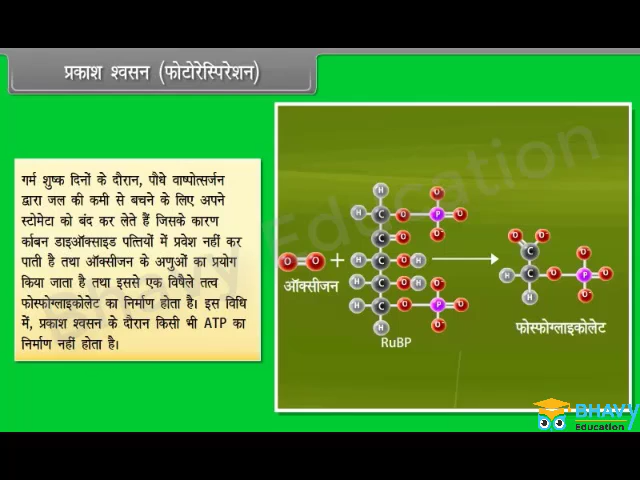 प्रकाश श्वसन (फोटोरेस्पिरेशन)
गर्म शुष्क दिनों के दौरान, पौधे वाष्पोत्सर्जन
द्वारा जल की कमी से बचने के लिए अपने
स्टोमेटा को बंद कर लेते हैं जिसके कारण
र्काबन डाइऑक्साइड पत्तियों में प्रवेश नहीं कर
पाती है तथा ऑक्सीजन के अणुओं का प्रयोग
किया जाता है तथा इससे एक विषैले तत्व
फोस्फोग्लाइकोलेट का निर्माण होता है। इस विधि
में, प्रकाश श्वसन के दौरान किसी भी ATP का
निर्माण नहीं होता है।
H
H C O P O
O
O
C O
O O + H C O H
H C O H
O
H C O P O
H
O
ऑक्सीजन
RuBP
O O
C
H C O P O
H
O
O
फोस्फोग्लाइकोलेट
Bhavy Education
BHAVY
Education